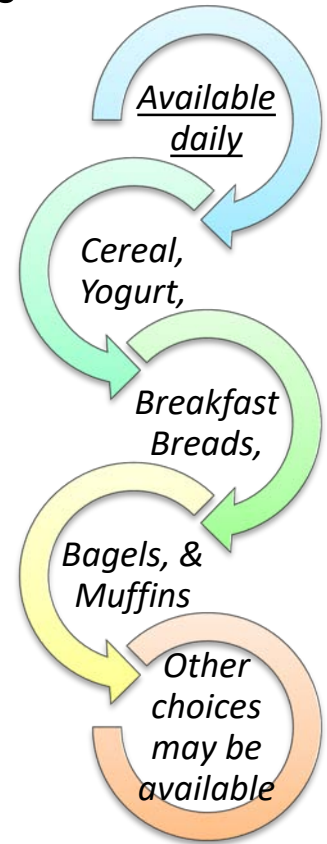 Available
daily
Cereal,
Yogurt,
Breakfast
Breads,
Bagels, &
Muffins
Other
choices
may be
available